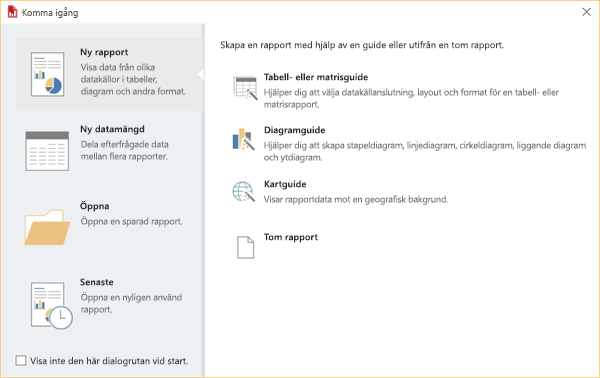 Komma igång
Ny rapport
Visa data från olika
datakällor i tabeller,
diagram och andra format.
Ny datamängd
Dela efterfrågade data
mellan flera rapporter.
Öppna
Öppna en sparad rapport.
Senaste
Öppna en nyligen använd
rapport.
Visa inte den här dialogrutan vid start.
Skapa en rapport med hjälp av en guide eller utifrån en tom rapport.
Tabell- eller matrisguide
Hjälper dig att välja datakällanslutning, layout och format för en tabell- eller
matrisrapport.
Diagramguide
Hjälper dig att skapa stapeldiagram, linjediagram, cirkeldiagram, liggande diagram
och ytdiagram.
Kartguide
Visar rapportdata mot en geografisk bakgrund.
Tom rapport